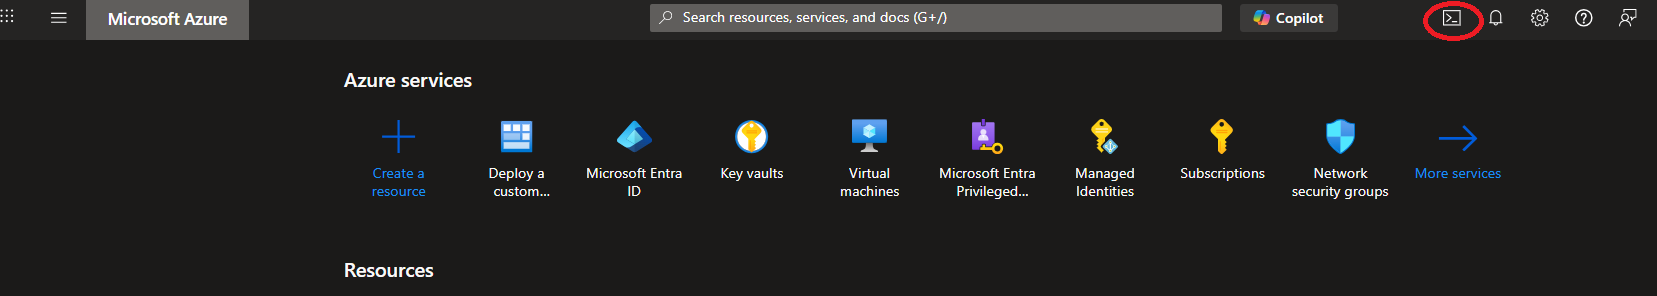 Microsoft Azure
Search resources, services, and docs (G+/)
Copilot
Azure services
Create a
resource
Deploy a
custom...
Microsoft Entra
ID
Key vaults
Virtual
machines
Microsoft Entra
Privileged...
Managed
Identities
Subscriptions
Network
security groups
More services
Resources